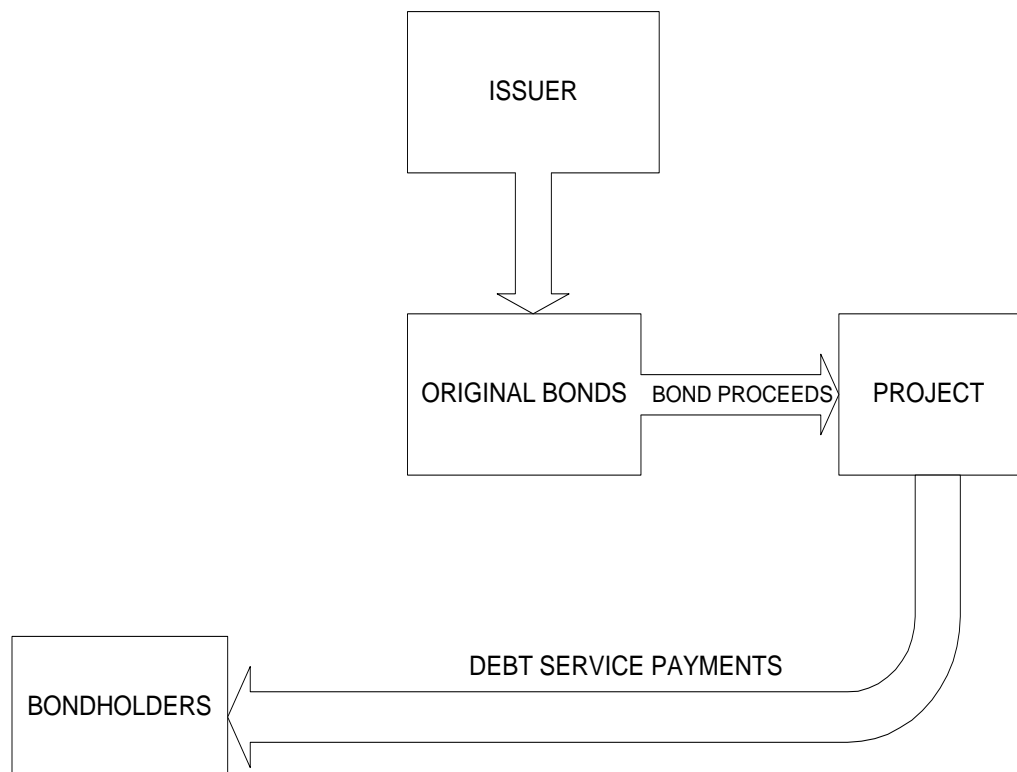 ISSUER
ORIGINAL BONDS
BOND PROCEEDS
PROJECT
DEBT SERVICE PAYMENTS
BONDHOLDERS